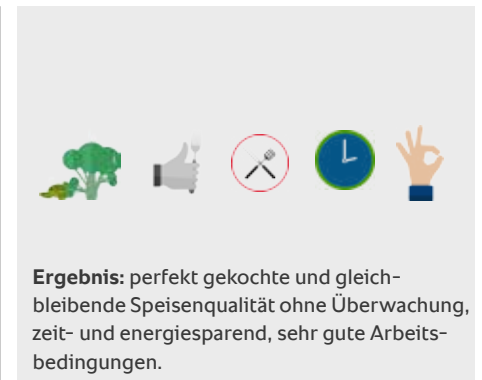 Ergebnis: perfekt gekochte und gleich-
bleibende Speisenqualität ohne Überwachung,
zeit- und energiesparend, sehr gute Arbeits-
bedingungen.